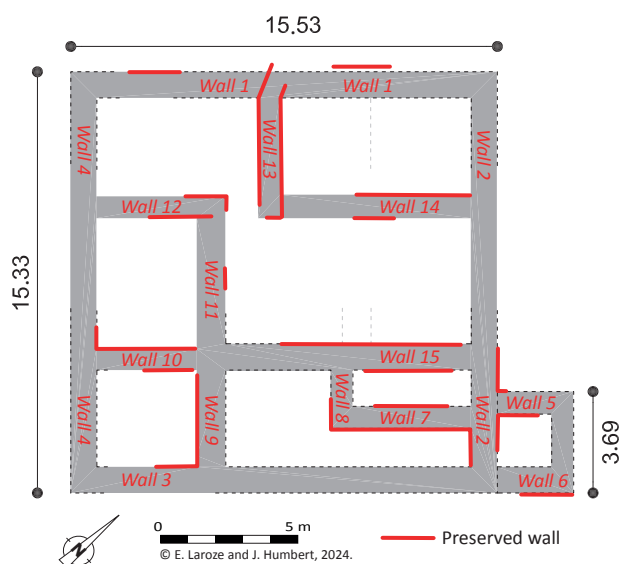 15.53
3.69
15.33
Wall 1
Wall 1
Wall 4
Wall 13
Wall 2
Wall 12
Wall 14
Wall 11
Wall 10
Wall 15
Wall 4
Wall 9
Wall 8
Wall 7
Wall 2
Wall 5
Wall 3
Wall 6
N
0 5 m
Preserved wall
© E. Laroze and J. Humbert, 2024.